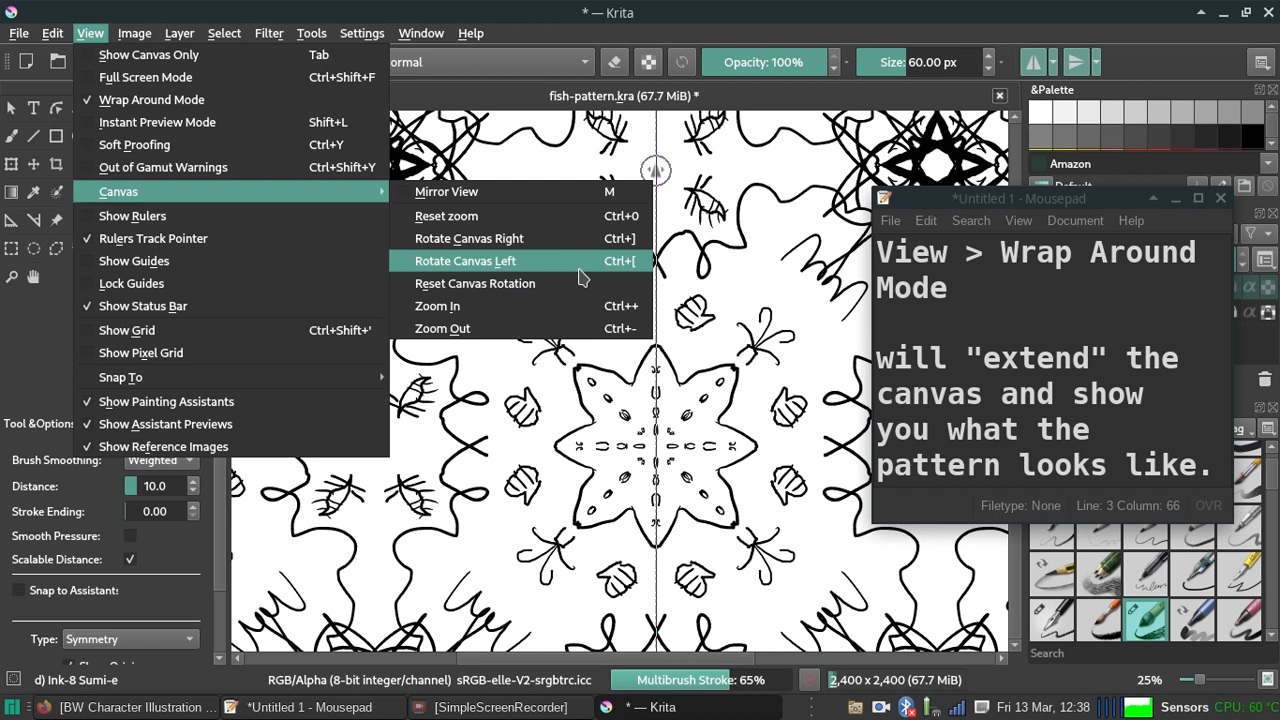 * — Krita
File Edit View Image Layer Select Filter Tools Settings Window Help
Show Canvas Only Tab
Full Screen Mode Ctrl+Shift+F
Wrap Around Mode
Instant Preview Mode Shift+L
Soft Proofing Ctrl+Y
Out of Gamut Warnings Ctrl+Shift+Y
Canvas
Show Rulers
Rulers Track Pointer
Show Guides
Lock Guides
Show Status Bar
Show Grid Ctrl+Shift+'
Show Pixel Grid
Snap To
Show Painting Assistants
Show Assistant Previews
Show Reference Images
Mirror View M
Reset zoom Ctrl+0
Rotate Canvas Right Ctrl+]
Rotate Canvas Left Ctrl+[
Reset Canvas Rotation
Zoom In Ctrl++
Zoom Out Ctrl+-
ormal
Opacity: 100%
Size: 60.00 px
fish-pattern.kra (67.7 MiB) *
&Palette
Amazon
Default
*Untitled 1 - Mousepad
File Edit Search View Document Help
View > Wrap Around
Mode
will "extend" the
canvas and show
you what the
pattern looks like.
Filetype: None Line: 3 Column: 66 OVR
Tool &Options
Brush Smoothing: Weighted
Distance: 10.0
Stroke Ending: 0.00
Smooth Pressure:
Scalable Distance:
Snap to Assistant:
Type: Symmetry
Search
d) Ink-8 Sumi-e
RGB/Alpha (8-bit integer/channel) sRGB-elle-V2-srgbtrc.icc
Multibrush Stroke: 65%
2,400 x 2,400 (67.7 MiB)
25%
[BW Character Illustration ...
*Untitled 1 - Mousepad
[SimpleScreenRecorder]
* — Krita
Fri 13 Mar, 12:38
Sensors CPU: 60 °